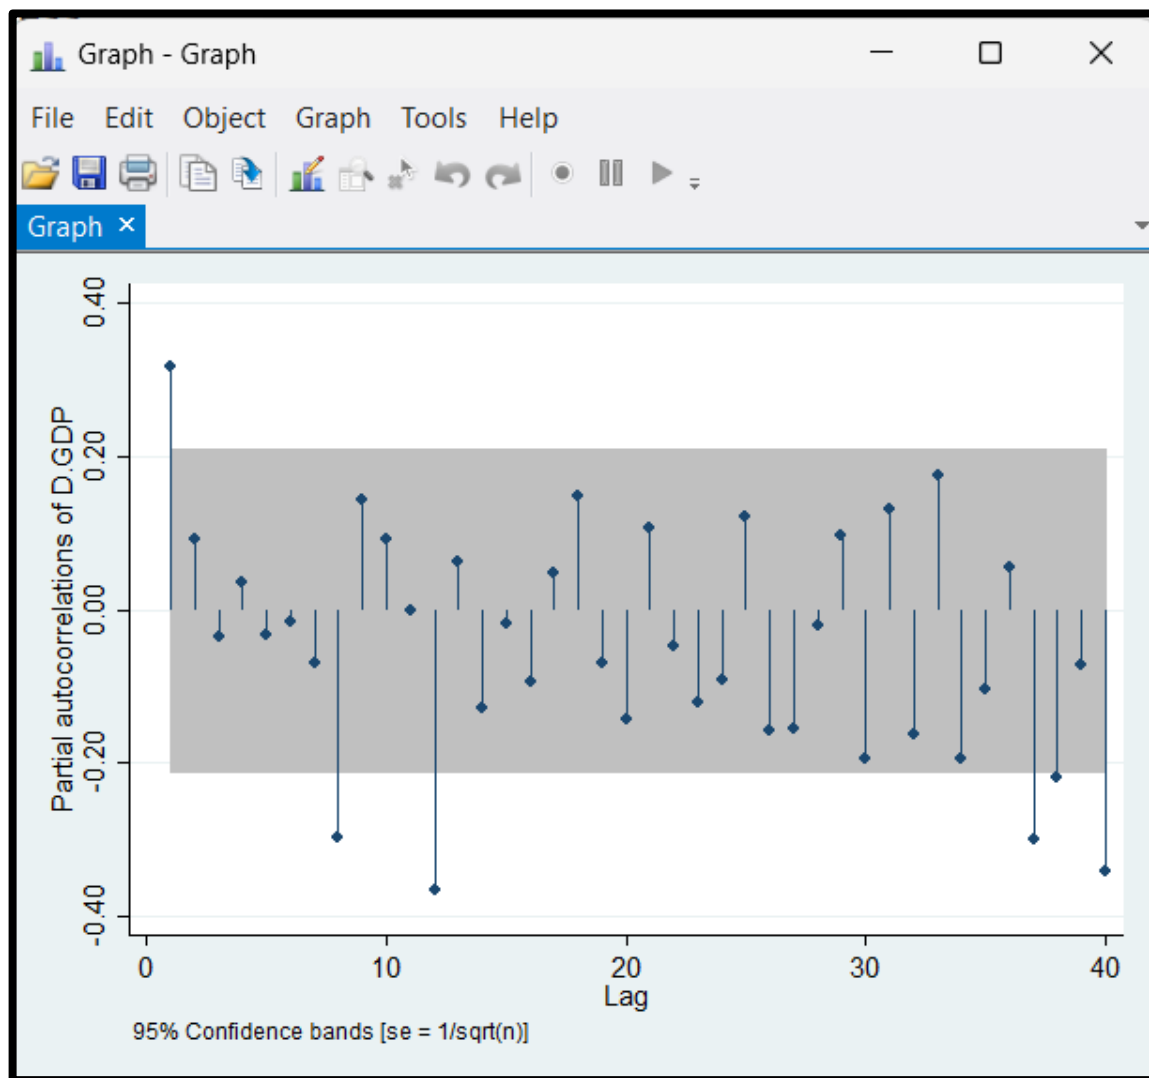 Graph - Graph
File Edit Object Graph Tools Help
Graph
Partial autocorrelations of D.GDP
0.40
0.20
0.00
-0.20
-0.40
0 10 20 30 40
Lag
95% Confidence bands [se = 1/sqrt(n)]